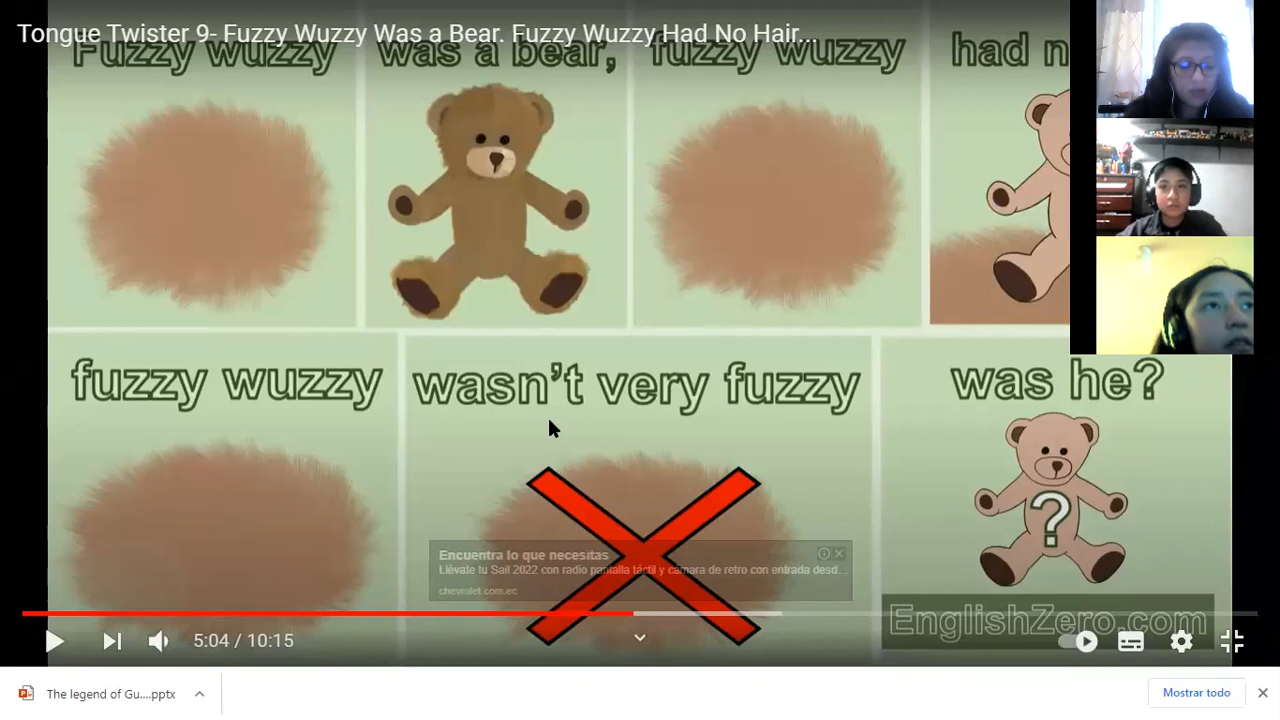 Tongue Twister 9- Fuzzy Wuzzy Was a Bear. Fuzzy Wuzzy Had No Hair...
Fuzzy wuzzy
was a bear,
fuzzy wuzzy
had n
fuzzy wuzzy
wasn't very fuzzy
was he?
?
Encuentra lo que necesitas
Llévate tu Sail 2022 con radio pantalla táctil y cámara de retro con entrada desd...
chevrolet.com.ec
EnglishZero.com
5:04 / 10:15
The legend of Gu....pptx
Mostrar todo